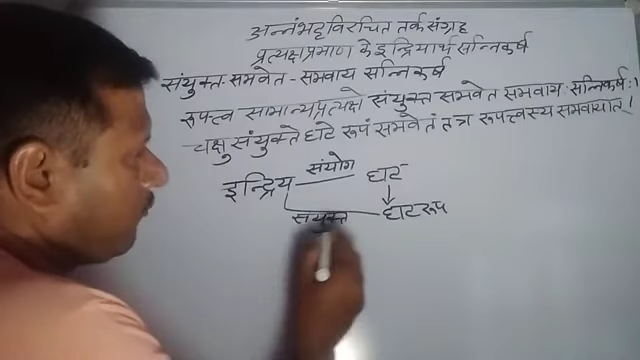 अन्नंभट्टविरचित तर्कसंग्रह
प्रत्यक्षप्रमाण के इन्द्रियार्थ सन्निकर्ष
संयुक्त-समवेत-समवाय सन्निकर्ष
रूपत्व सामान्यप्रत्यक्षे संयुक्त समवेत समवायः सन्निकर्षः।
चक्षु संयुक्ते घटे रूपं समवेतं तत्र रूपत्वस्य समवायात्।
इन्द्रिय संयोग घट
संयुक्त घटरूप